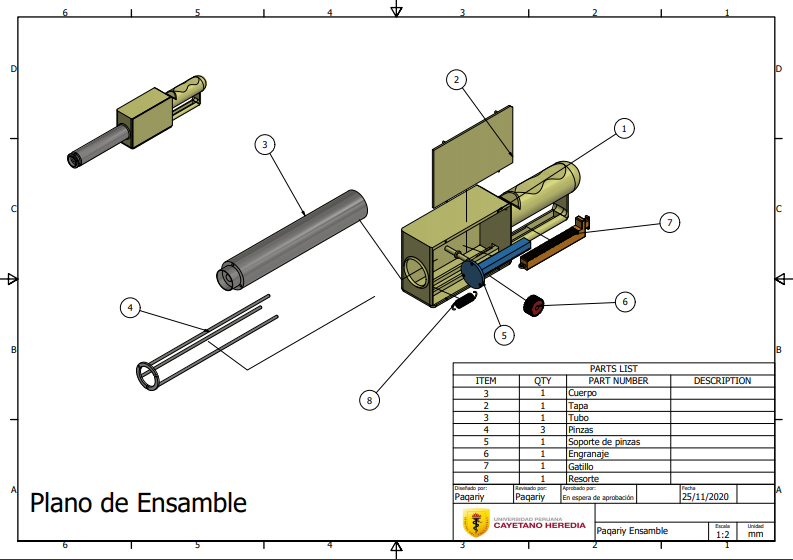 6 5 4 3 2 1
D D
2
1
3
C C
7
4
6
5
B B
8
PARTS LIST
ITEM QTY PART NUMBER DESCRIPTION
3 1 Cuerpo
2 1 Tapa
3 1 Tubo
4 3 Pinzas
5 1 Soporte de pinzas
6 1 Engranaje
7 1 Gatillo
8 1 Resorte
A A
Diseñado por: Revisado por: Aprobado por: Fecha
Paqariy Paqariy En espera de aprobación 25/11/2020
Plano de Ensamble
UNIVERSIDAD PERUANA
CAYETANO HEREDIA
Paqariy Ensamble
Escala Unidad
1:2 mm
6 5 4 3 2 1